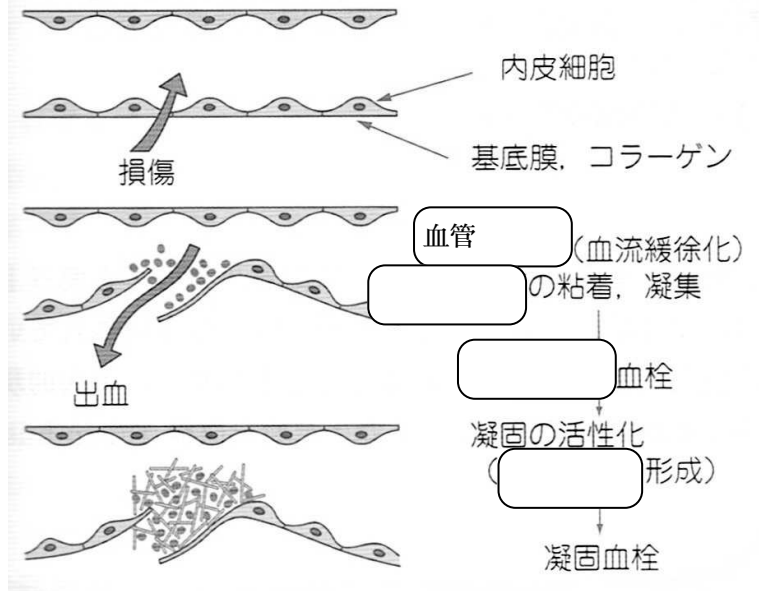 内皮細胞
基底膜,コラーゲン
損傷
血管
(血流緩徐化)
の粘着,凝集
出血
血栓
凝固の活性化
(形成)
凝固血栓